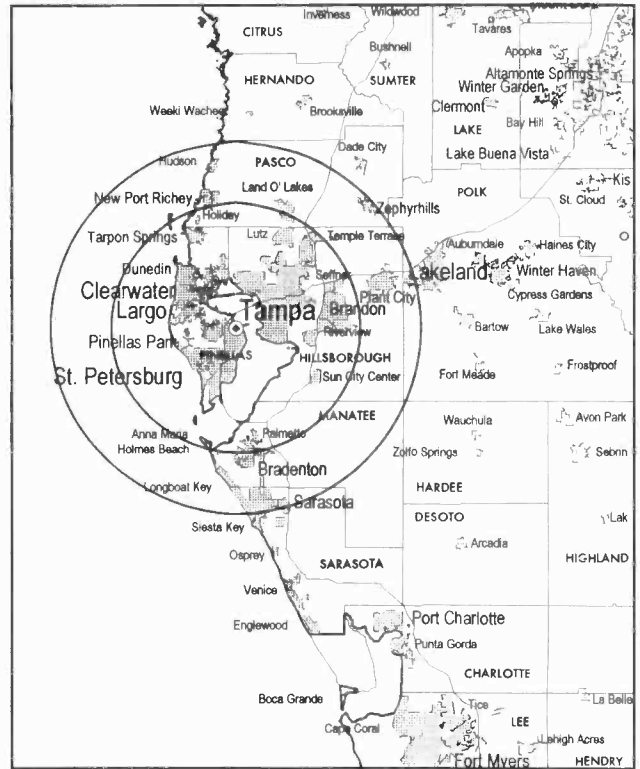 Inverness
Wildwood
CITRUS
Tavares
Bushnell
Apopka
HERNANDO
SUMTER
Altamonte Springs
Winter Garden
Clermont
Weeki Wachee
Brooksville
LAKE
Bay Hill
Dade City
Lake Buena Vista
Hudson
PASCO
Land O' Lakes
POLK
Kis
St. Cloud
New Port Richey
Zephyrhills
Holiday
Tarpon Springs
Lutz
Temple Terrace
Auburndale
Haines City
Dunedin
Seffner
Lakeland
Winter Haven
Clearwater
Plant City
Cypress Gardens
Largo
Tampa
Brandon
Bartow
Lake Wales
Pinellas Park
Riverview
PINELLAS
HILLSBOROUGH
St. Petersburg
Sun City Center
Fort Meade
Frostproof
MANATEE
Wauchula
Avon Park
Anna Maria
Palmetto
Holmes Beach
Zolfo Springs
Sebrin
Bradenton
Longboat Key
HARDEE
Sarasota
DESOTO
Lak
Siesta Key
Arcadia
Osprey
SARASOTA
HIGHLAND
Venice
Englewood
Port Charlotte
Punta Gorda
CHARLOTTE
Boca Grande
La Belle
Tice
LEE
Cape Coral
Lehigh Acres
Fort Myers
HENDRY